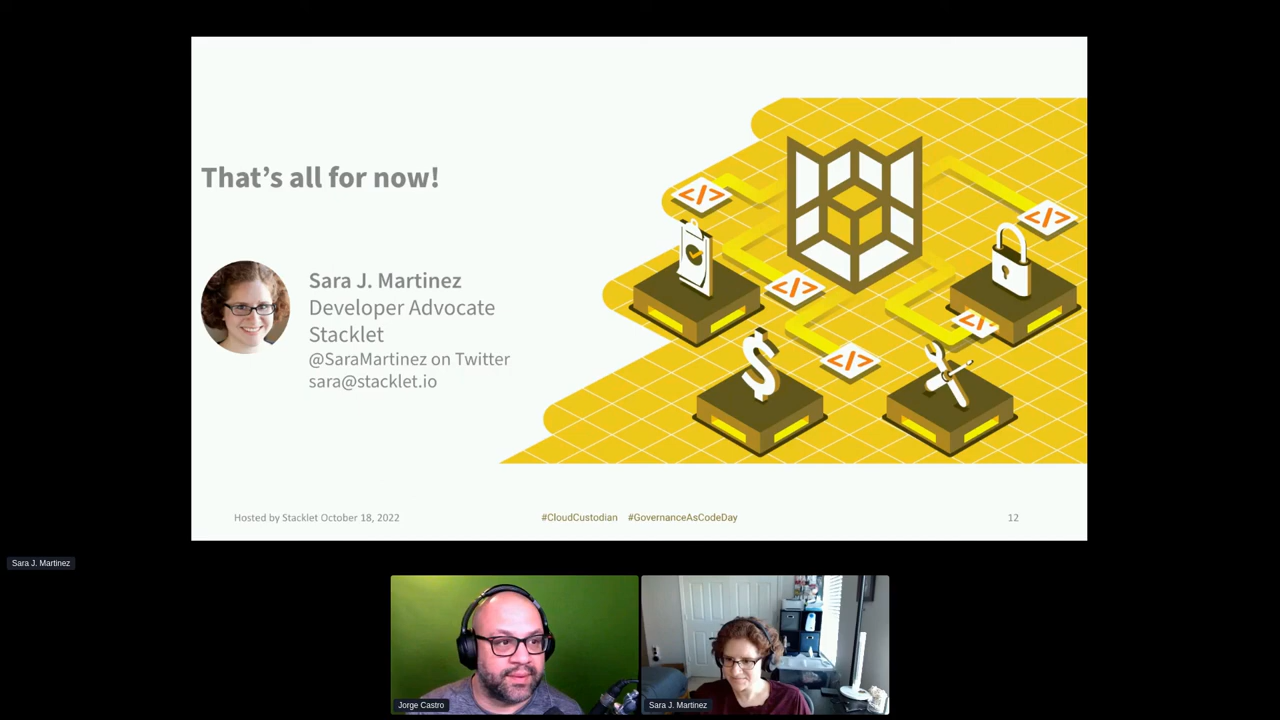 That's all for now!
Sara J. Martinez
Developer Advocate
Stacklet
@SaraMartinez on Twitter
sara@stacklet.io
</>
</>
</>
</>
</>
Hosted by Stacklet October 18, 2022
#CloudCustodian #GovernanceAsCodeDay
12
Sara J. Martinez
Jorge Castro
Sara J. Martinez